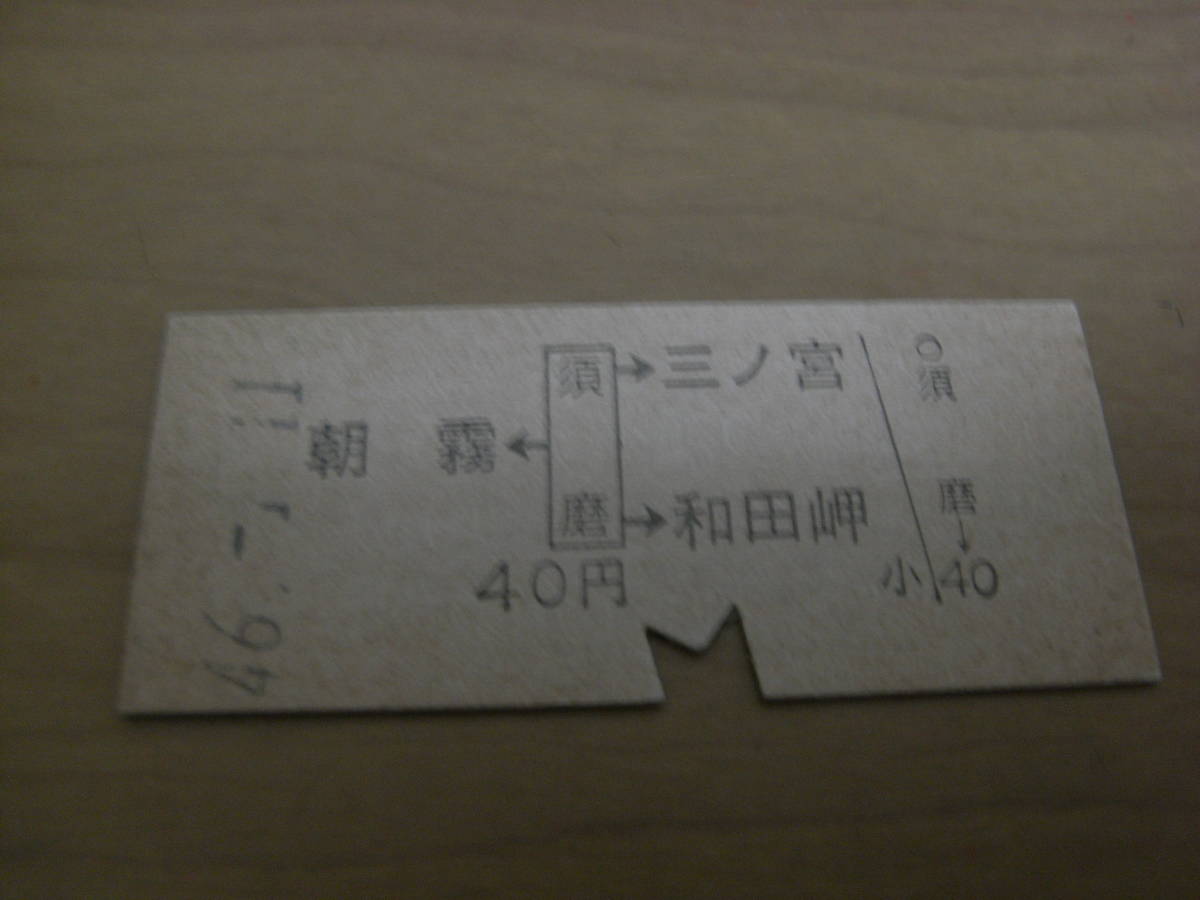 須磨→三ノ宮
朝霧←
→和田岬
40円
○須磨→40
小
46.-7.11